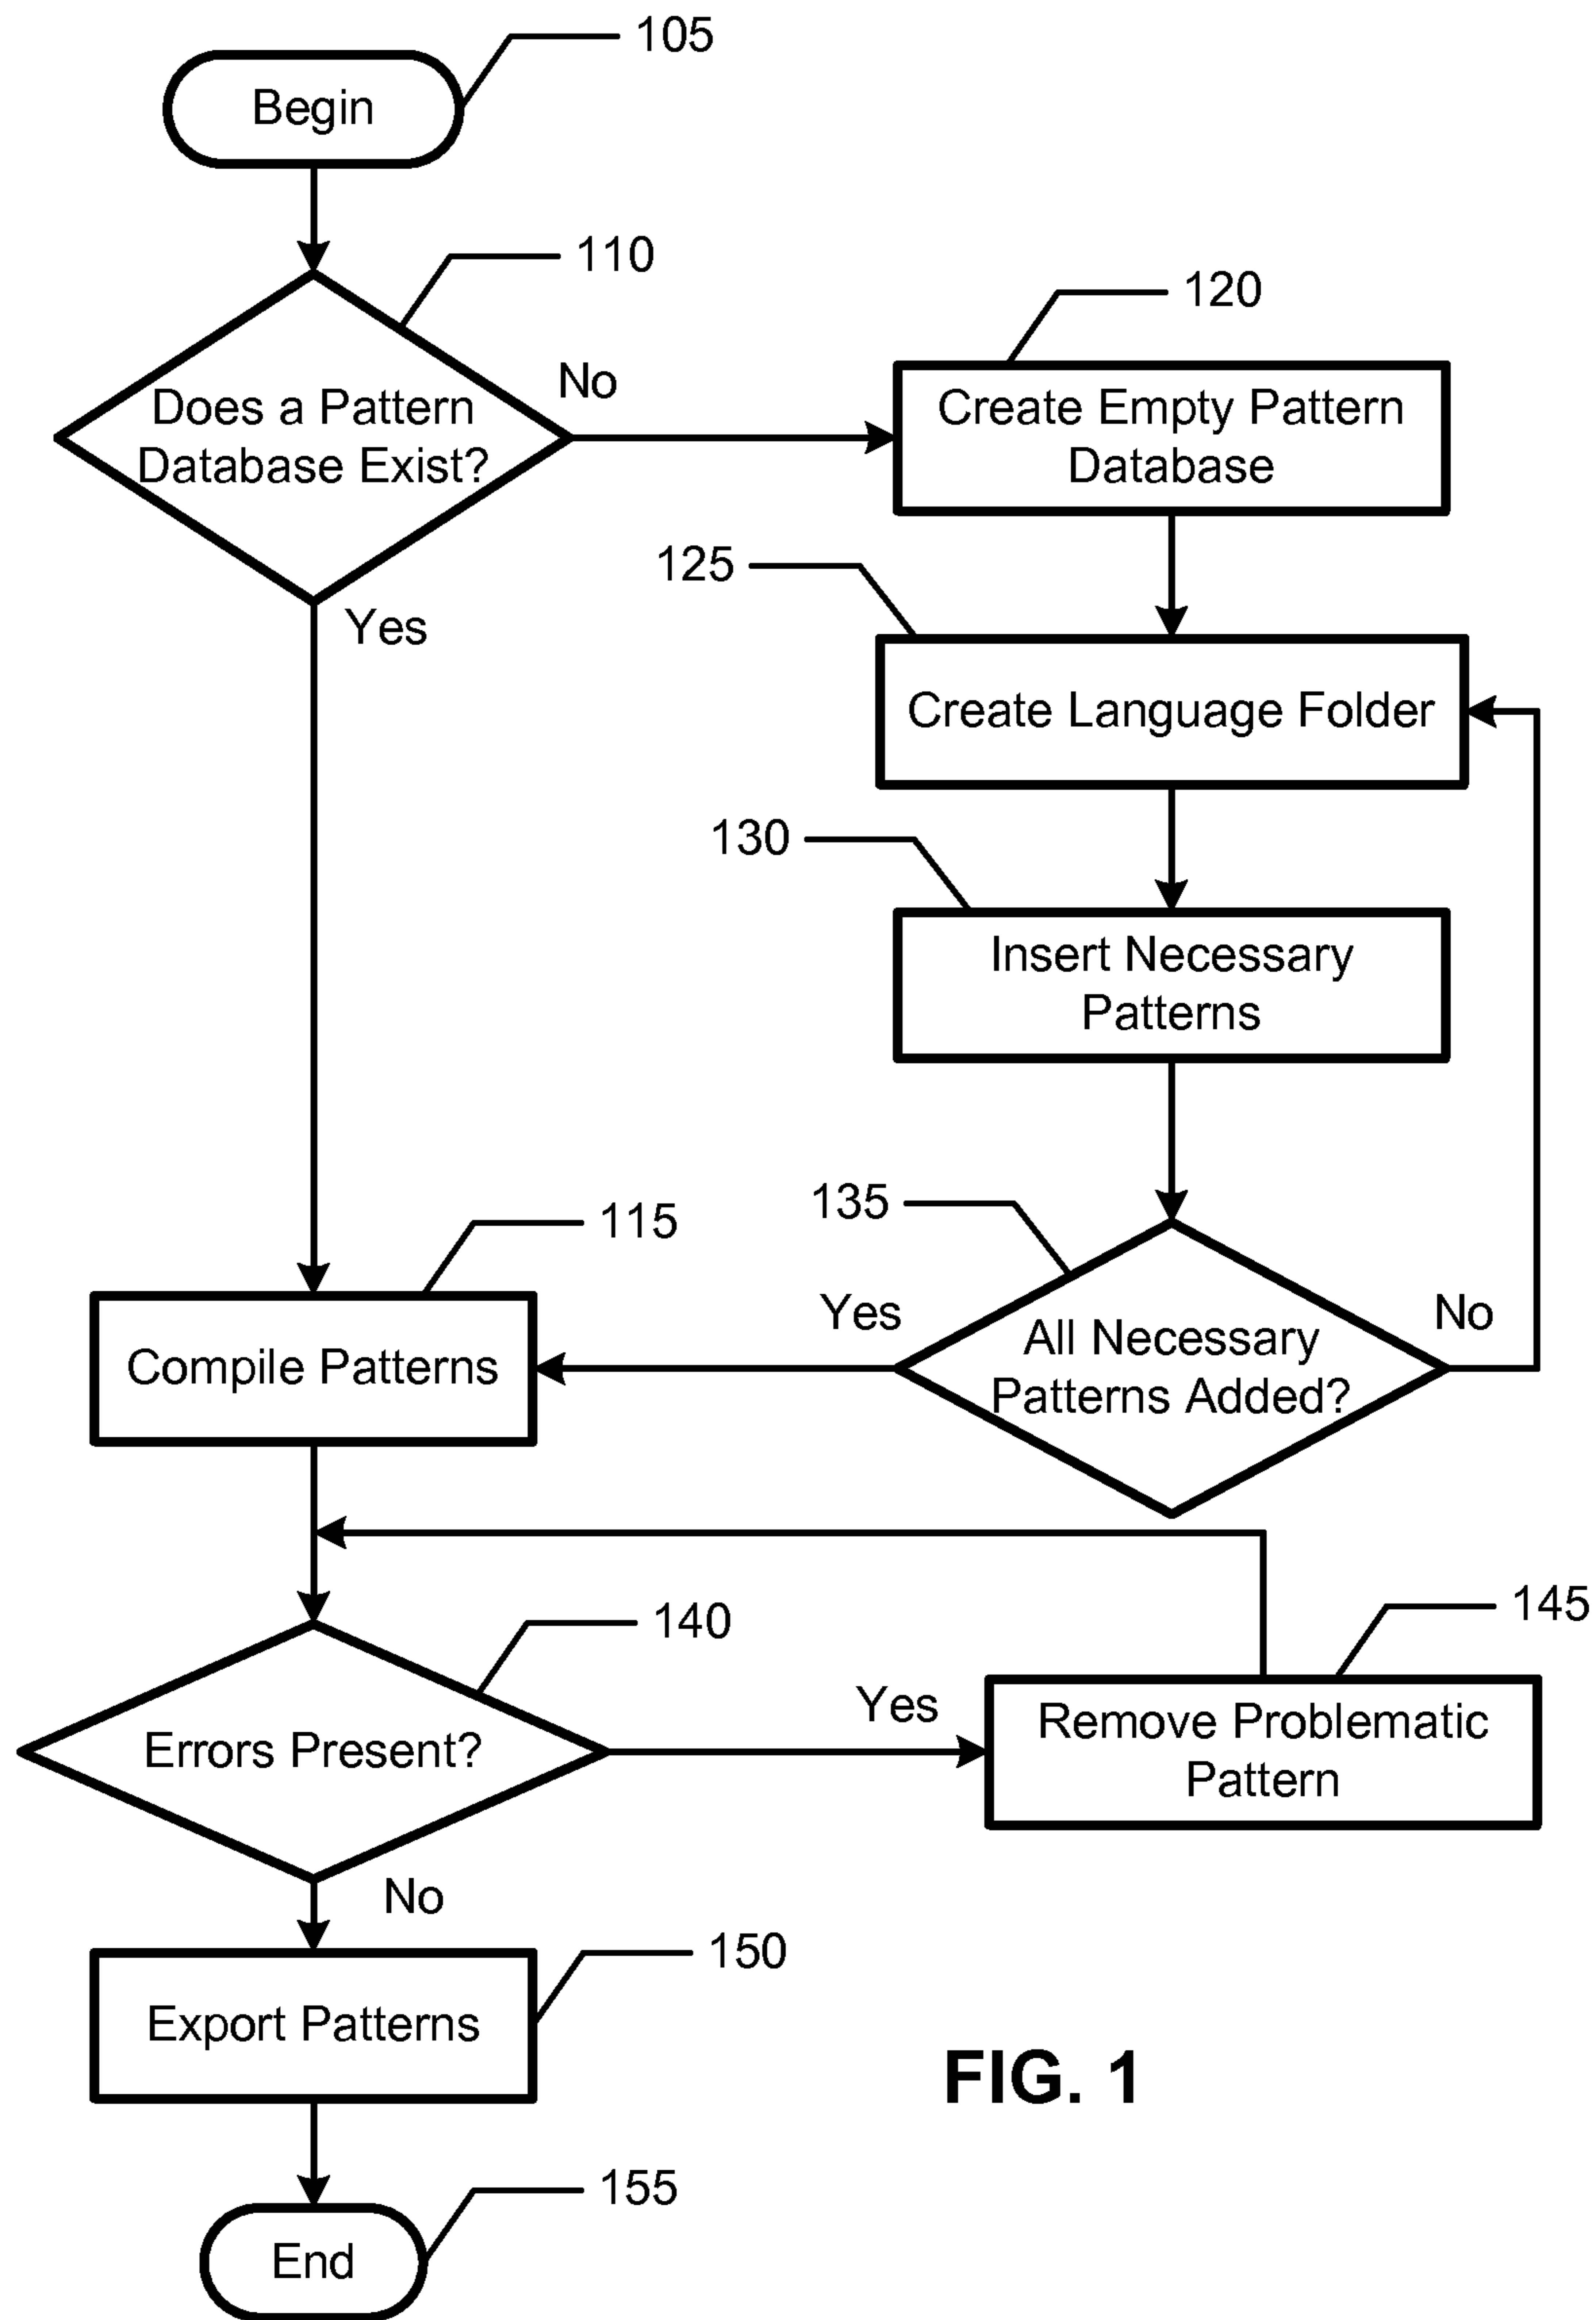 105
Begin
110
120
No
Does a Pattern
Database Exist?
Create Empty Pattern
Database
125
Yes
Create Language Folder
130
Insert Necessary
Patterns
135
115
Yes
No
All Necessary
Patterns Added?
Compile Patterns
140
145
Yes
Errors Present?
Remove Problematic
Pattern
No
150
Export Patterns
FIG. 1
155
End